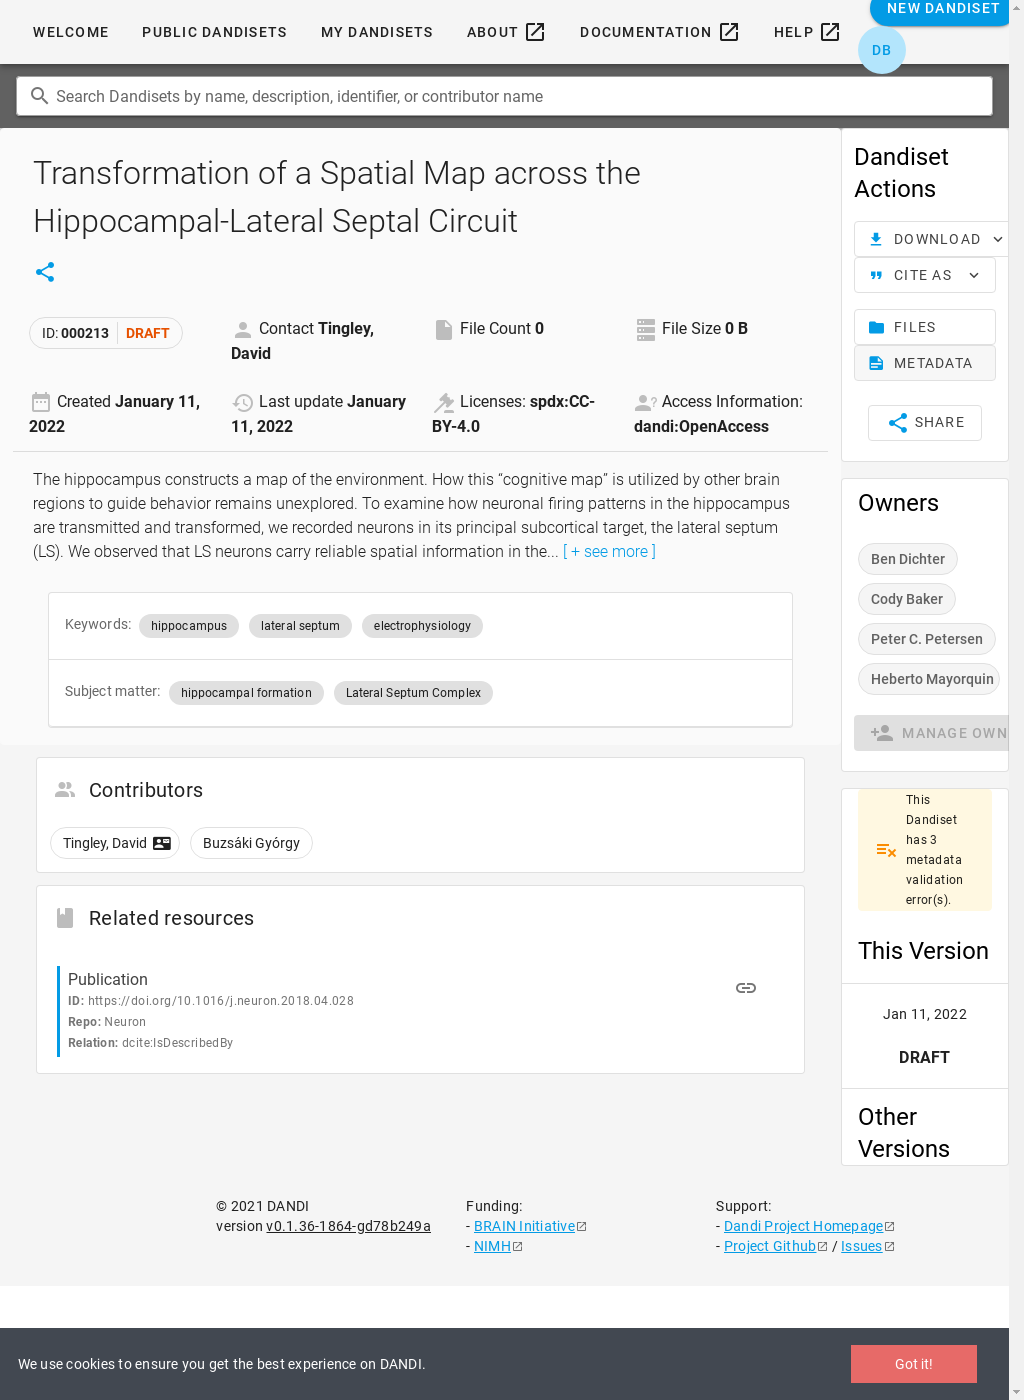 WELCOME
PUBLIC DANDISETS
MY DANDISETS
ABOUT
DOCUMENTATION
HELP
NEW DANDISET
DB
Search Dandisets by name, description, identifier, or contributor name
Transformation of a Spatial Map across the
Hippocampal-Lateral Septal Circuit
ID: 000213
DRAFT
Contact Tingley,
David
File Count 0
File Size 0 B
Created January 11,
2022
Last update January
11, 2022
Licenses: spdx:CC-
BY-4.0
Access Information:
dandi:OpenAccess
The hippocampus constructs a map of the environment. How this “cognitive map” is utilized by other brain
regions to guide behavior remains unexplored. To examine how neuronal firing patterns in the hippocampus
are transmitted and transformed, we recorded neurons in its principal subcortical target, the lateral septum
(LS). We observed that LS neurons carry reliable spatial information in the... [ + see more ]
Keywords: hippocampus lateral septum electrophysiology
Subject matter: hippocampal formation Lateral Septum Complex
Contributors
Tingley, David
Buzsáki György
Related resources
Publication
ID: https://doi.org/10.1016/j.neuron.2018.04.028
Repo: Neuron
Relation: dcite:IsDescribedBy
Dandiset
Actions
DOWNLOAD
CITE AS
FILES
METADATA
SHARE
Owners
Ben Dichter
Cody Baker
Peter C. Petersen
Heberto Mayorquin
MANAGE OWN
This
Dandiset
has 3
metadata
validation
error(s).
This Version
Jan 11, 2022
DRAFT
Other
Versions
© 2021 DANDI
version v0.1.36-1864-gd78b249a
Funding:
- BRAIN Initiative
- NIMH
Support:
- Dandi Project Homepage
- Project Github / Issues
We use cookies to ensure you get the best experience on DANDI.
Got it!